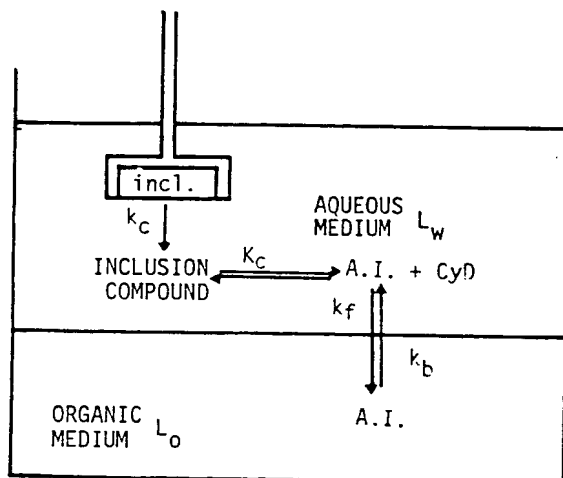 incl.
k_c
AQUEOUS
MEDIUM L_w
INCLUSION
COMPOUND
K_c
A.I. + CyD
k_f
k_b
ORGANIC
MEDIUM L_o
A.I.